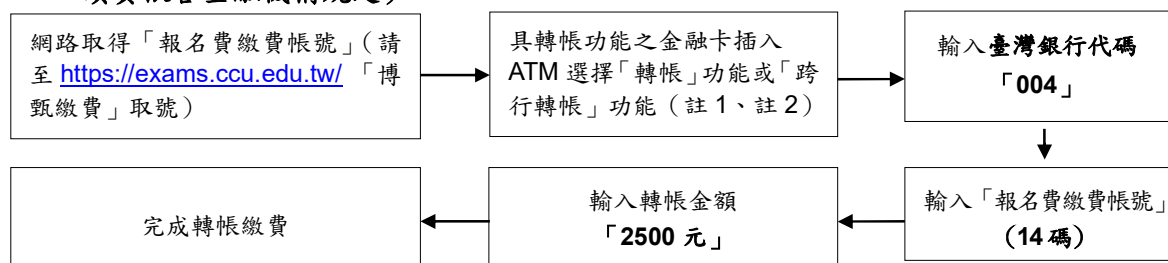 網路取得「報名費繳費帳號」（請
至 https://exams.ccu.edu.tw/ 「博
甄繳費」取號）
具轉帳功能之金融卡插入
ATM 選擇「轉帳」功能或「跨
行轉帳」功能（註 1、註 2）
輸入臺灣銀行代碼
「004」
輸入「報名費繳費帳號」
（14 碼）
輸入轉帳金額
「2500 元」
完成轉帳繳費